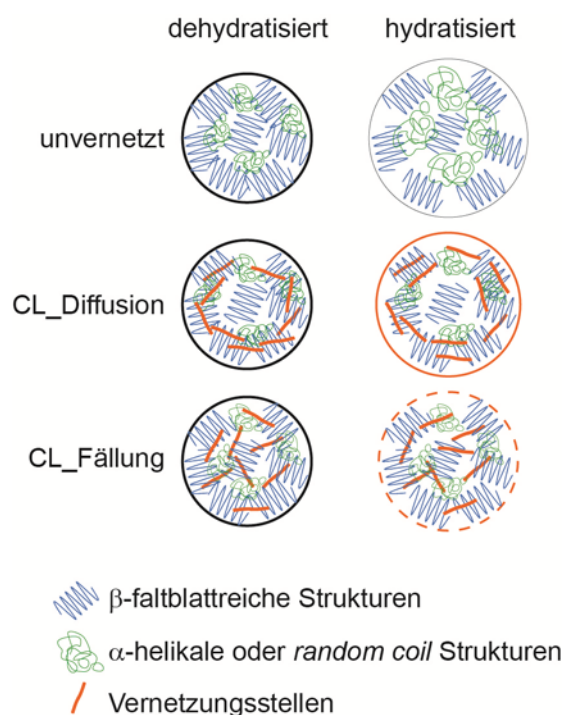 dehydratisiert hydratisiert
unvernetzt
CL_Diffusion
CL_Fällung
β-faltblattreiche Strukturen
α-helikale oder random coil Strukturen
Vernetzungsstellen